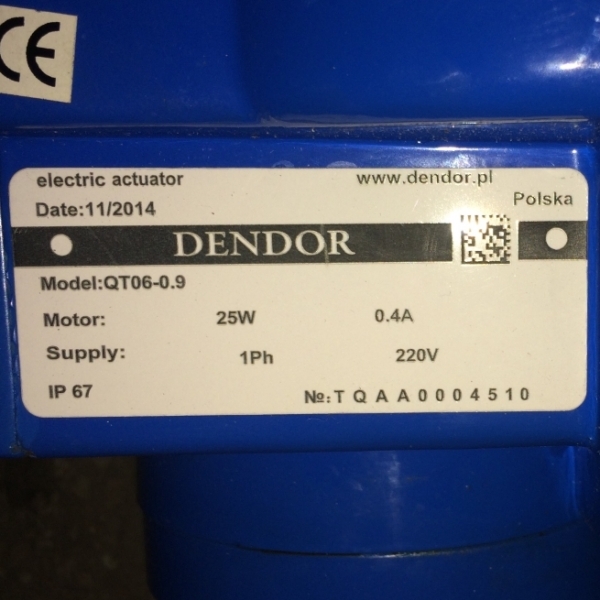 CE
electric actuator www.dendor.pl
Date:11/2014 Polska
DENDOR
Model:QT06-0.9
Motor: 25W 0.4A
Supply: 1Ph 220V
IP 67 №:TQAA0004510